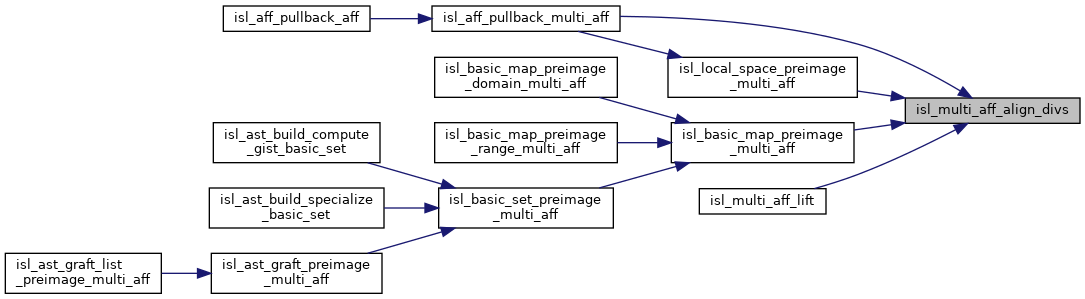 isl_aff_pullback_aff
isl_aff_pullback_multi_aff
isl_basic_map_preimage
_domain_multi_aff
isl_local_space_preimage
_multi_aff
isl_multi_aff_align_divs
isl_ast_build_compute
_gist_basic_set
isl_basic_map_preimage
_range_multi_aff
isl_basic_map_preimage
_multi_aff
isl_ast_build_specialize
_basic_set
isl_basic_set_preimage
_multi_aff
isl_multi_aff_lift
isl_ast_graft_list
_preimage_multi_aff
isl_ast_graft_preimage
_multi_aff